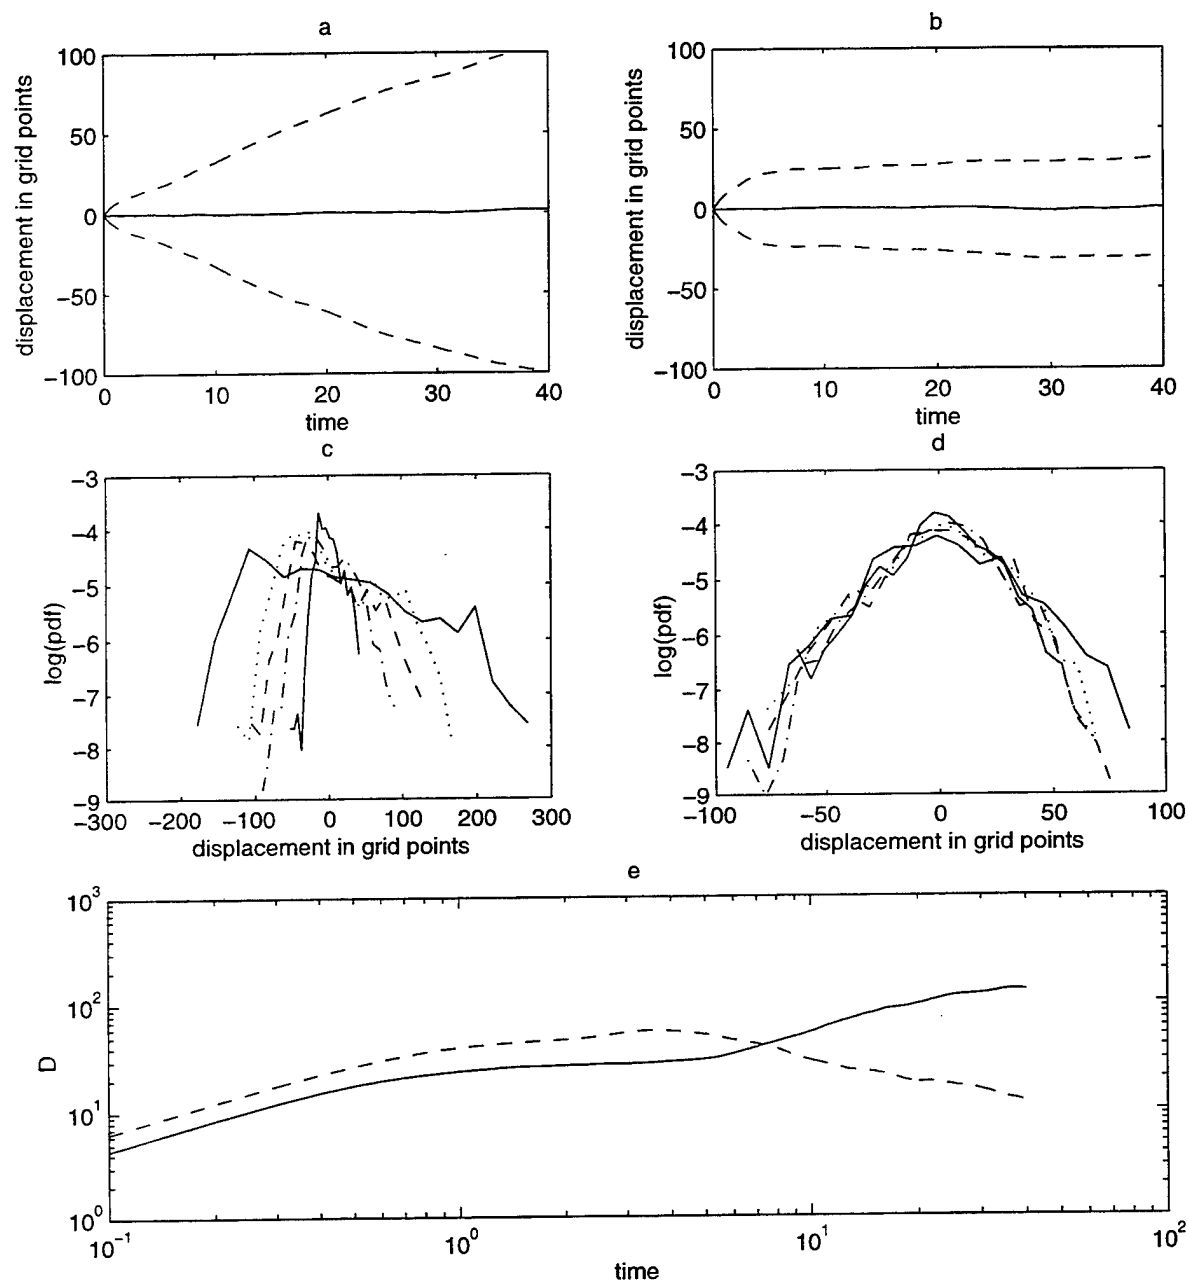 a
displacement in grid points
100
50
0
−50
−100
0 10 20 30 40
time
b
displacement in grid points
100
50
0
−50
−100
0 10 20 30 40
time
c
log(pdf)
−3
−4
−5
−6
−7
−8
−9
−300 −200 −100 0 100 200 300
displacement in grid points
d
log(pdf)
−3
−4
−5
−6
−7
−8
−9
−100 −50 0 50 100
displacement in grid points
e
D
10³
10²
10¹
10⁰
10⁻¹ 10⁰ 10¹ 10²
time